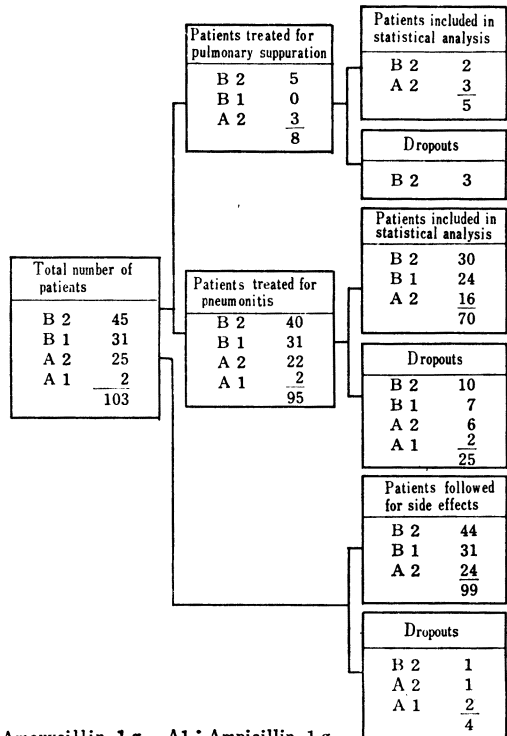 Total number of
patients
B 2 45
B 1 31
A 2 25
A 1 2
103
Patients treated for
pulmonary suppuration
B 2 5
B 1 0
A 2 3
8
Patients included in
statistical analysis
B 2 2
A 2 3
5
Dropouts
B 2 3
Patients treated for
pneumonitis
B 2 40
B 1 31
A 2 22
A 1 2
95
Patients included in
statistical analysis
B 2 30
B 1 24
A 2 16
70
Dropouts
B 2 10
B 1 7
A 2 6
A 1 2
25
Patients followed
for side effects
B 2 44
B 1 31
A 2 24
99
Dropouts
B 2 1
A 2 1
A 1 2
4